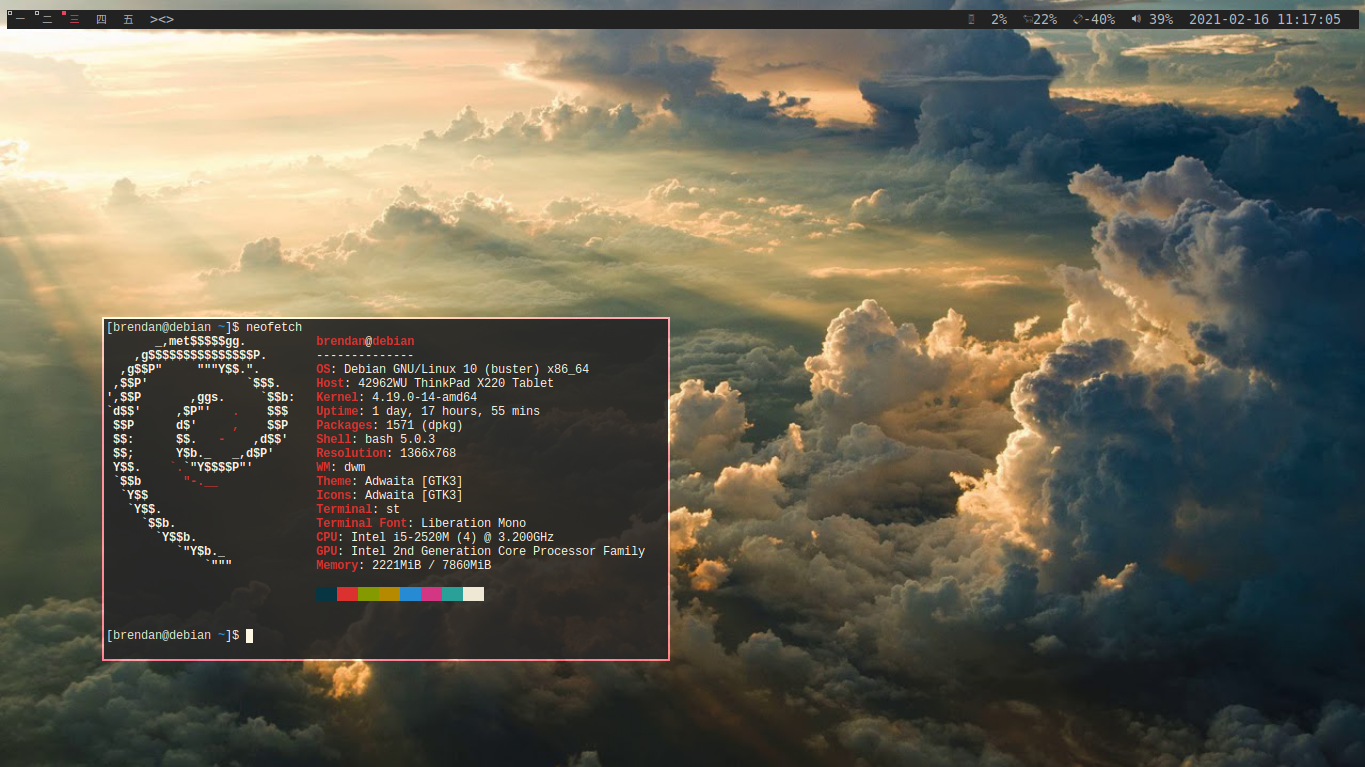 一 二 三 四 五 ><> 2% 22% -40% 39% 2021-02-16 11:17:05
[brendan@debian ~]$ neofetch
       _,met$$$$$gg.          brendan@debian
    ,g$$$$$$$$$$$$$$$P.       --------------
  ,g$$P"     """Y$$.".        OS: Debian GNU/Linux 10 (buster) x86_64
 ,$$P'              `$$$.     Host: 42962WU ThinkPad X220 Tablet
',$$P       ,ggs.     `$$b:   Kernel: 4.19.0-14-amd64
`d$$'     ,$P"'   .    $$$    Uptime: 1 day, 17 hours, 55 mins
 $$P      d$'     ,    $$P    Packages: 1571 (dpkg)
 $$:      $$.   -    ,d$$'    Shell: bash 5.0.3
 $$;      Y$b._   _,d$P'      Resolution: 1366x768
 Y$$.    `.`"Y$$$$P"'         WM: dwm
 `$$b      "-.__              Theme: Adwaita [GTK3]
  `Y$$                        Icons: Adwaita [GTK3]
   `Y$$.                      Terminal: st
     `$$b.                    Terminal Font: Liberation Mono
       `Y$$b.                 CPU: Intel i5-2520M (4) @ 3.200GHz
          `"Y$b._             GPU: Intel 2nd Generation Core Processor Family
              `"""            Memory: 2221MiB / 7860MiB
[brendan@debian ~]$